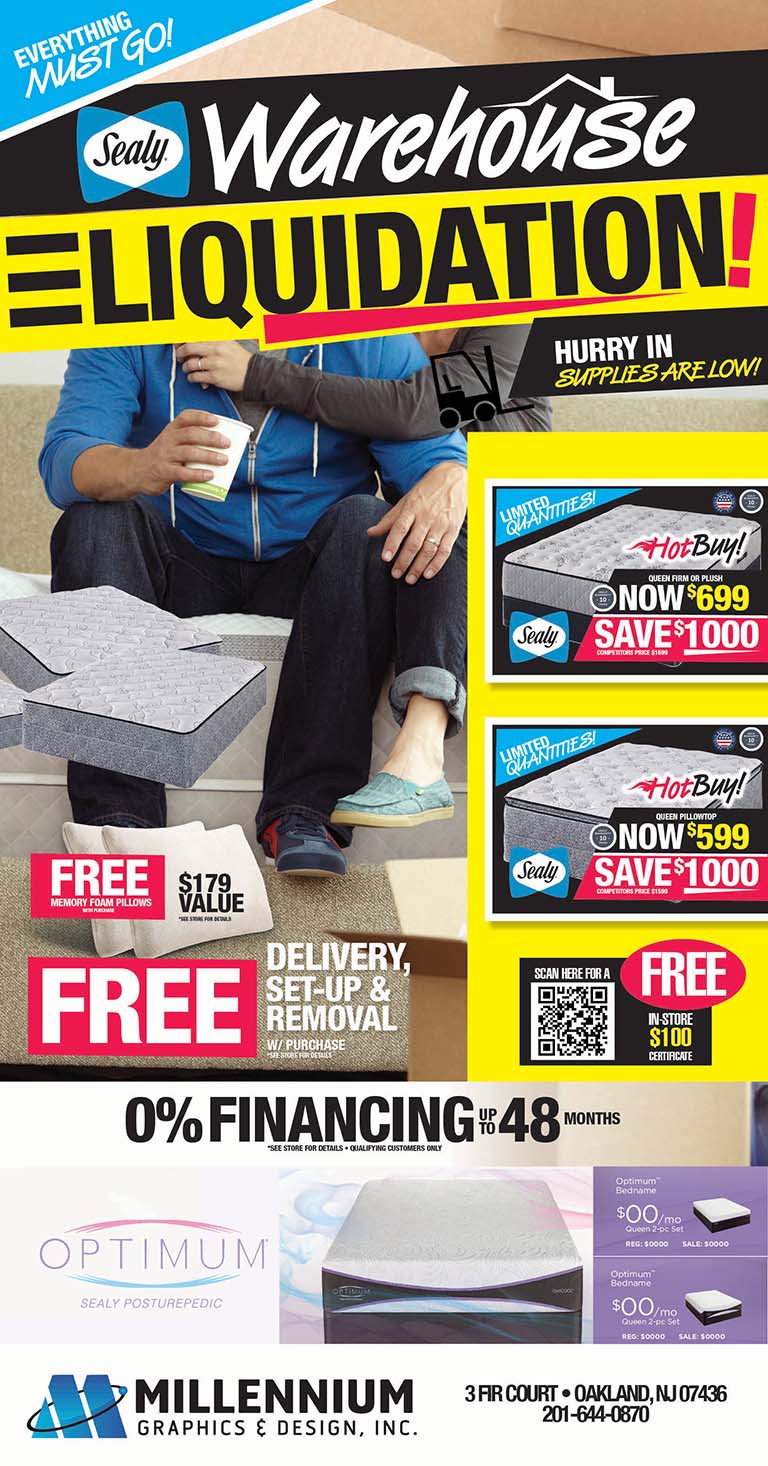 EVERYTHING
MUST GO!
Sealy
Warehouse
LIQUIDATION!
HURRY IN
SUPPLIES ARE LOW!
LIMITED
QUANTITIES!
HotBuy!
QUEEN FIRM OR PLUSH
10
NOW $699
Sealy
SAVE $1000
COMPETITORS PRICE $1699
LIMITED
QUANTITIES!
HotBuy!
QUEEN PILLOWTOP
10
NOW $599
Sealy
SAVE $1000
COMPETITORS PRICE $1599
FREE
MEMORY FOAM PILLOWS
WITH PURCHASE
$179
VALUE
*SEE STORE FOR DETAILS
FREE
DELIVERY,
SET-UP &
REMOVAL
W/ PURCHASE
*SEE STORE FOR DETAILS
SCAN HERE FOR A
FREE
IN-STORE
$100
CERTIFICATE
0% FINANCING UP TO 48 MONTHS
*SEE STORE FOR DETAILS • QUALIFYING CUSTOMERS ONLY
OPTIMUM
SEALY POSTUREPEDIC
OPTIMUM
Optimum™
Bedname
$00/mo
Queen 2-pc Set
REG: $0000 SALE: $0000
Optimum™
Bedname
$00/mo
Queen 2-pc Set
REG: $0000 SALE: $0000
MILLENNIUM
GRAPHICS & DESIGN, INC.
3 FIR COURT • OAKLAND, NJ 07436
201-644-0870